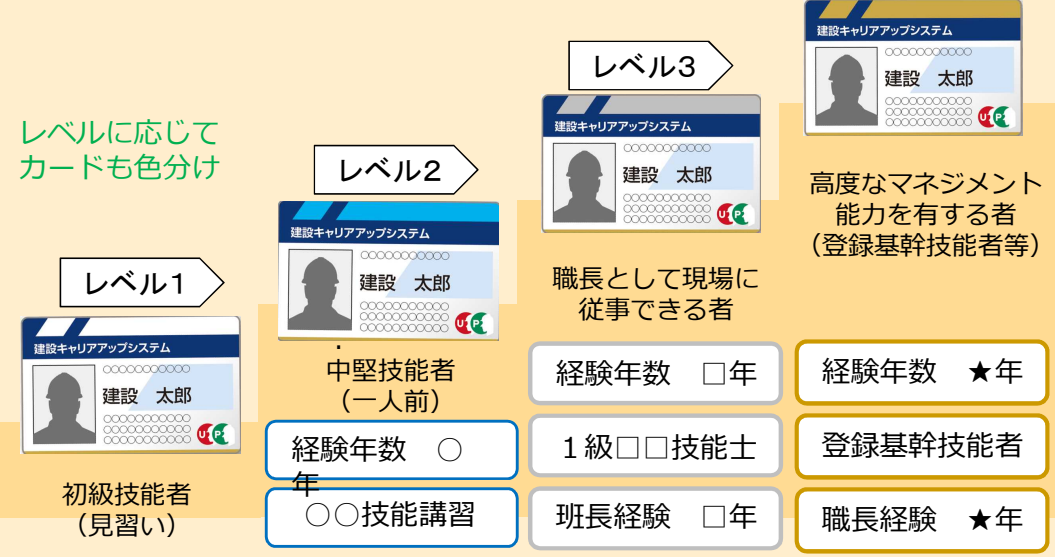 レベルに応じて
カードも色分け
レベル1
建設キャリアアップシステム
○○○○○○○○○○○
建設　太郎
○○○○○○○○○○
○○○○○○○○○○
○○○○○○○○○○
初級技能者
（見習い）
レベル2
建設キャリアアップシステム
○○○○○○○○○○○
建設　太郎
○○○○○○○○○○
○○○○○○○○○○
○○○○○○○○○○
.
中堅技能者
（一人前）
経験年数　○
年
○○技能講習
レベル3
建設キャリアアップシステム
○○○○○○○○○○○
建設　太郎
○○○○○○○○○○
○○○○○○○○○○
○○○○○○○○○○
職長として現場に
従事できる者
経験年数　□年
１級□□技能士
班長経験　□年
建設キャリアアップシステム
○○○○○○○○○○○
建設　太郎
○○○○○○○○○○
○○○○○○○○○○
○○○○○○○○○○
高度なマネジメント
能力を有する者
（登録基幹技能者等）
経験年数　★年
登録基幹技能者
職長経験　★年